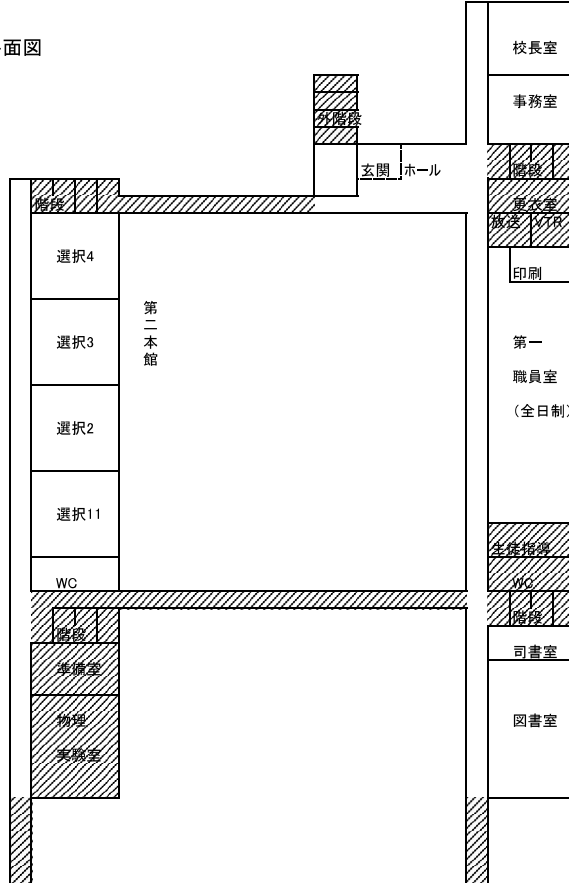 面図
校長室
事務室
外階段
玄関
ホール
階段
更衣室
放送
VTR
印刷
第一
職員室
(全日制)
生徒指導
WC
階段
司書室
図書室
階段
選択4
選択3
選択2
選択11
WC
第二本館
階段
準備室
物理
実験室